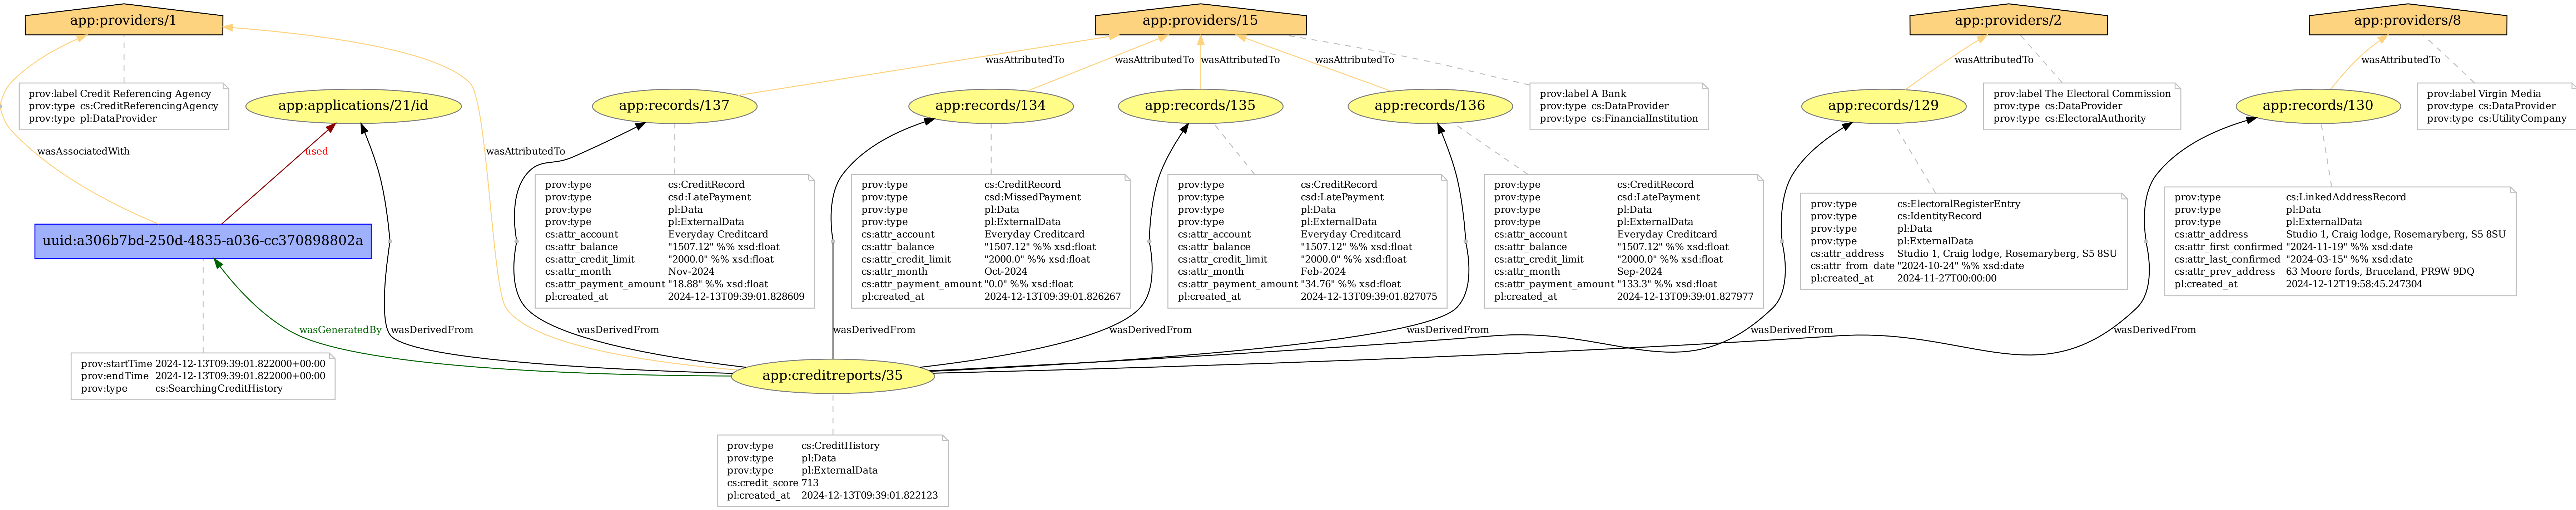 app:providers/1
app:providers/15
app:providers/2
app:providers/8
wasAttributedTo
wasAttributedTo
wasAttributedTo
wasAttributedTo
wasAttributedTo
wasAttributedTo
prov:label Credit Referencing Agency
prov:type cs:CreditReferencingAgency
prov:type pl:DataProvider
app:applications/21/id
app:records/137
app:records/134
app:records/135
app:records/136
prov:label A Bank
prov:type cs:DataProvider
prov:type cs:FinancialInstitution
app:records/129
prov:label The Electoral Commission
prov:type cs:DataProvider
prov:type cs:ElectoralAuthority
app:records/130
prov:label Virgin Media
prov:type cs:DataProvider
prov:type cs:UtilityCompany
wasAssociatedWith
used
wasAttributedTo
prov:type cs:CreditRecord
prov:type csd:LatePayment
prov:type pl:Data
prov:type pl:ExternalData
cs:attr_account Everyday Creditcard
cs:attr_balance "1507.12" %% xsd:float
cs:attr_credit_limit "2000.0" %% xsd:float
cs:attr_month Nov-2024
cs:attr_payment_amount "18.88" %% xsd:float
pl:created_at 2024-12-13T09:39:01.828609
prov:type cs:CreditRecord
prov:type csd:MissedPayment
prov:type pl:Data
prov:type pl:ExternalData
cs:attr_account Everyday Creditcard
cs:attr_balance "1507.12" %% xsd:float
cs:attr_credit_limit "2000.0" %% xsd:float
cs:attr_month Oct-2024
cs:attr_payment_amount "0.0" %% xsd:float
pl:created_at 2024-12-13T09:39:01.826267
prov:type cs:CreditRecord
prov:type csd:LatePayment
prov:type pl:Data
prov:type pl:ExternalData
cs:attr_account Everyday Creditcard
cs:attr_balance "1507.12" %% xsd:float
cs:attr_credit_limit "2000.0" %% xsd:float
cs:attr_month Feb-2024
cs:attr_payment_amount "34.76" %% xsd:float
pl:created_at 2024-12-13T09:39:01.827075
prov:type cs:CreditRecord
prov:type csd:LatePayment
prov:type pl:Data
prov:type pl:ExternalData
cs:attr_account Everyday Creditcard
cs:attr_balance "1507.12" %% xsd:float
cs:attr_credit_limit "2000.0" %% xsd:float
cs:attr_month Sep-2024
cs:attr_payment_amount "133.3" %% xsd:float
pl:created_at 2024-12-13T09:39:01.827977
prov:type cs:ElectoralRegisterEntry
prov:type cs:IdentityRecord
prov:type pl:Data
prov:type pl:ExternalData
cs:attr_address Studio 1, Craig lodge, Rosemaryberg, S5 8SU
cs:attr_from_date "2024-10-24" %% xsd:date
pl:created_at 2024-11-27T00:00:00
prov:type cs:LinkedAddressRecord
prov:type pl:Data
prov:type pl:ExternalData
cs:attr_address Studio 1, Craig lodge, Rosemaryberg, S5 8SU
cs:attr_first_confirmed "2024-11-19" %% xsd:date
cs:attr_last_confirmed "2024-03-15" %% xsd:date
cs:attr_prev_address 63 Moore fords, Bruceland, PR9W 9DQ
pl:created_at 2024-12-12T19:58:45.247304
uuid:a306b7bd-250d-4835-a036-cc370898802a
wasGeneratedBy
wasDerivedFrom
wasDerivedFrom
wasDerivedFrom
wasDerivedFrom
wasDerivedFrom
wasDerivedFrom
wasDerivedFrom
prov:startTime 2024-12-13T09:39:01.822000+00:00
prov:endTime 2024-12-13T09:39:01.822000+00:00
prov:type cs:SearchingCreditHistory
app:creditreports/35
prov:type cs:CreditHistory
prov:type pl:Data
prov:type pl:ExternalData
cs:credit_score 713
pl:created_at 2024-12-13T09:39:01.822123